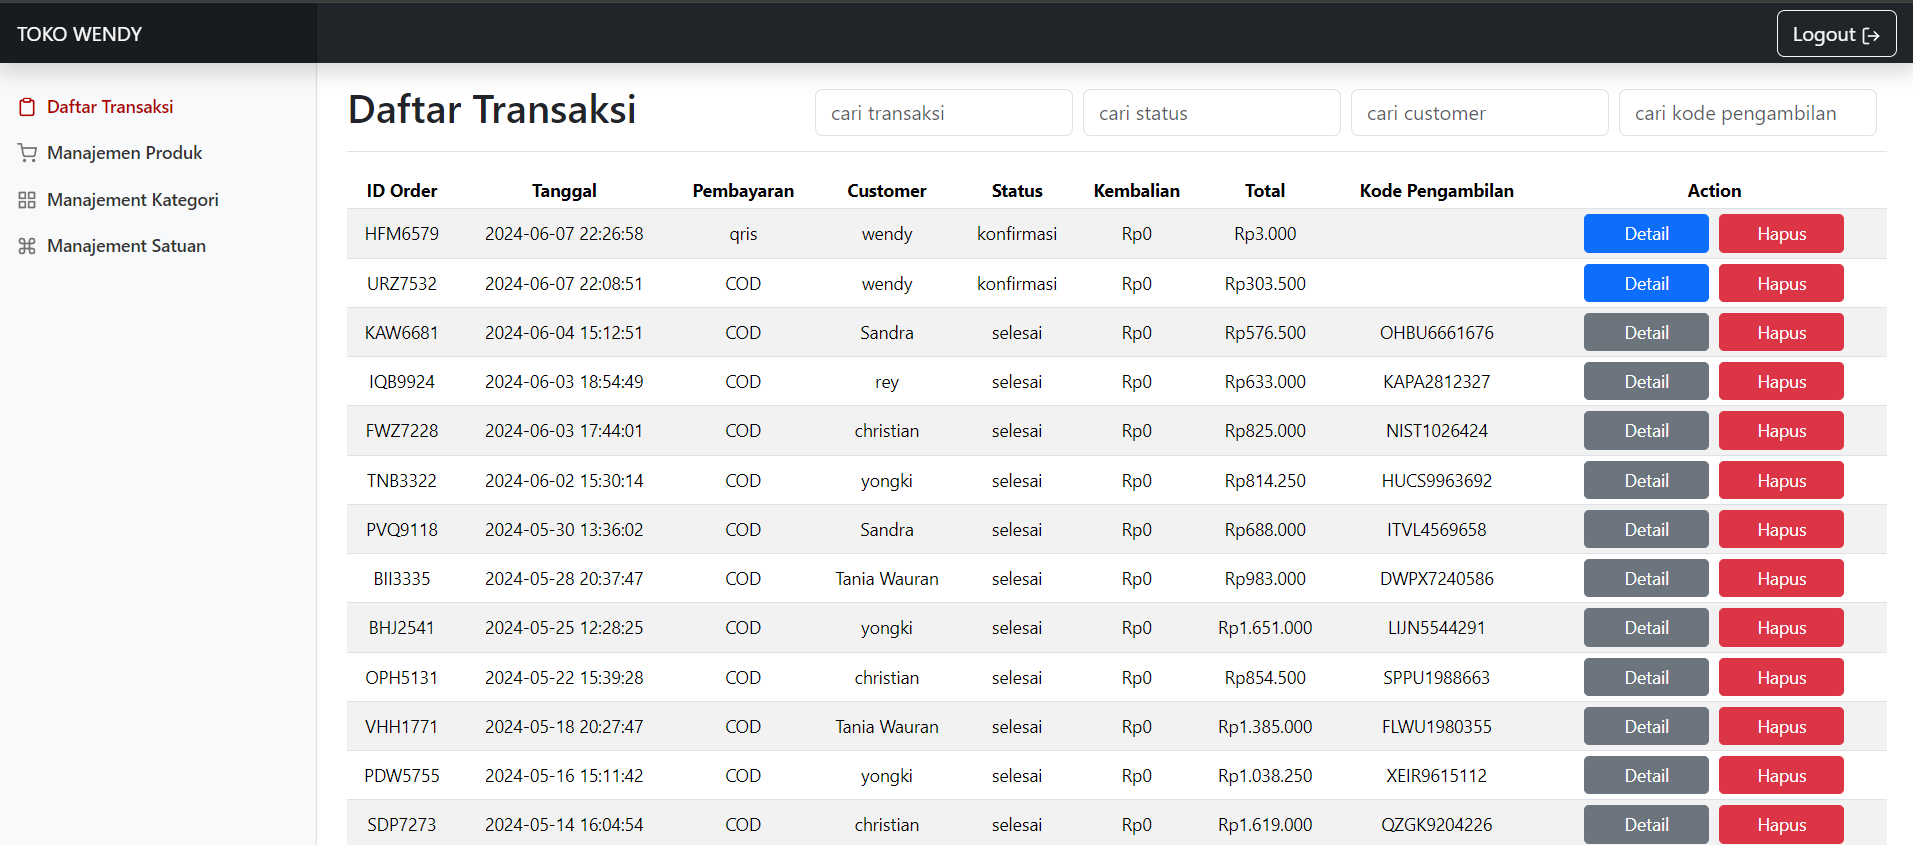 TOKO WENDY
Logout
Daftar Transaksi
Manajemen Produk
Manajement Kategori
Manajement Satuan
Daftar Transaksi
cari transaksi cari status cari customer cari kode pengambilan
ID Order Tanggal Pembayaran Customer Status Kembalian Total Kode Pengambilan Action
HFM6579 2024-06-07 22:26:58 qris wendy konfirmasi Rp0 Rp3.000 Detail Hapus
URZ7532 2024-06-07 22:08:51 COD wendy konfirmasi Rp0 Rp303.500 Detail Hapus
KAW6681 2024-06-04 15:12:51 COD Sandra selesai Rp0 Rp576.500 OHBU6661676 Detail Hapus
IQB9924 2024-06-03 18:54:49 COD rey selesai Rp0 Rp633.000 KAPA2812327 Detail Hapus
FWZ7228 2024-06-03 17:44:01 COD christian selesai Rp0 Rp825.000 NIST1026424 Detail Hapus
TNB3322 2024-06-02 15:30:14 COD yongki selesai Rp0 Rp814.250 HUCS9963692 Detail Hapus
PVQ9118 2024-05-30 13:36:02 COD Sandra selesai Rp0 Rp688.000 ITVL4569658 Detail Hapus
BII3335 2024-05-28 20:37:47 COD Tania Wauran selesai Rp0 Rp983.000 DWPX7240586 Detail Hapus
BHJ2541 2024-05-25 12:28:25 COD yongki selesai Rp0 Rp1.651.000 LIJN5544291 Detail Hapus
OPH5131 2024-05-22 15:39:28 COD christian selesai Rp0 Rp854.500 SPPU1988663 Detail Hapus
VHH1771 2024-05-18 20:27:47 COD Tania Wauran selesai Rp0 Rp1.385.000 FLWU1980355 Detail Hapus
PDW5755 2024-05-16 15:11:42 COD yongki selesai Rp0 Rp1.038.250 XEIR9615112 Detail Hapus
SDP7273 2024-05-14 16:04:54 COD christian selesai Rp0 Rp1.619.000 QZGK9204226 Detail Hapus